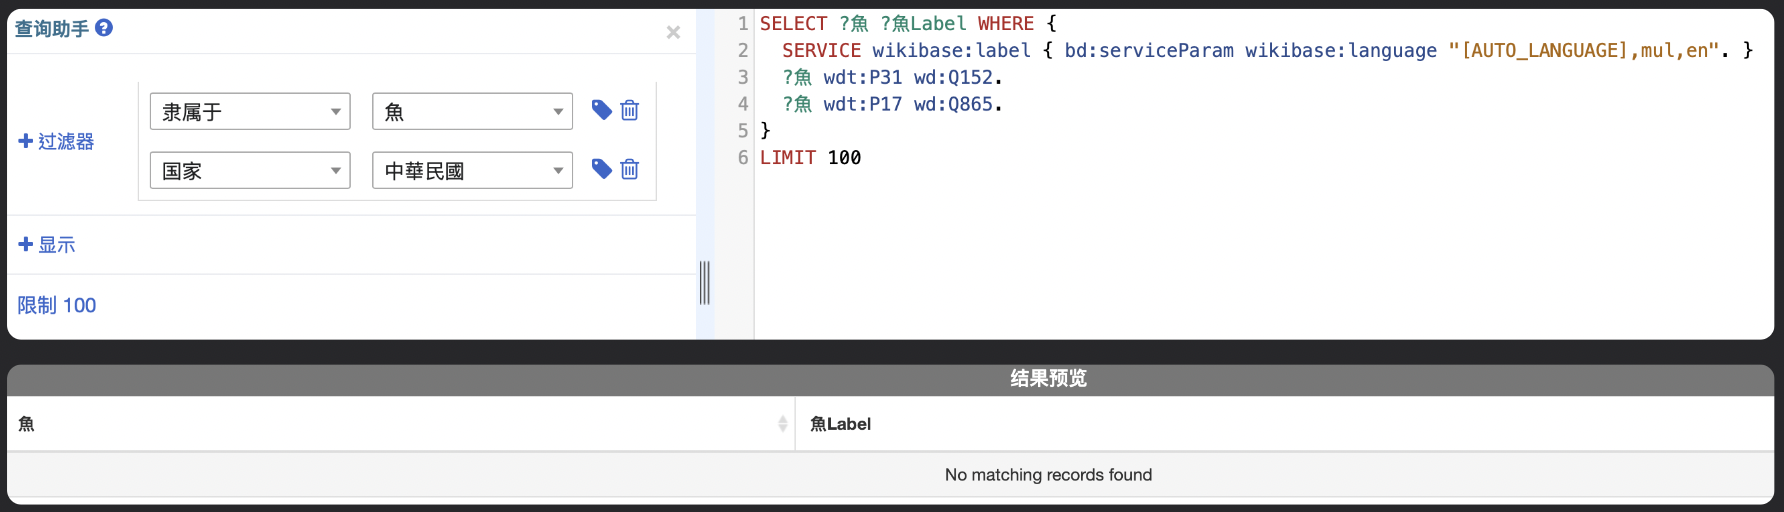 查询助手
过滤器
隶属于 魚
国家 中華民國
显示
限制 100
1 SELECT ?魚 ?魚Label WHERE {
2 SERVICE wikibase:label { bd:serviceParam wikibase:language "[AUTO_LANGUAGE],mul,en". }
3 ?魚 wdt:P31 wd:Q152.
4 ?魚 wdt:P17 wd:Q865.
5 }
6 LIMIT 100
结果预览
魚 魚Label
No matching records found